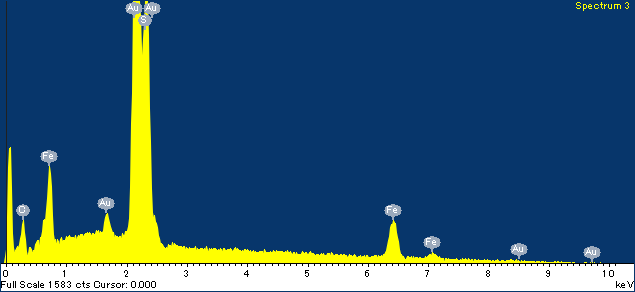 Spectrum 3
Au Au
S
Fe
Au
Cl
Fe
Fe
Au
Au
0 1 2 3 4 5 6 7 8 9 10
Full Scale 1583 cts Cursor: 0.000 keV